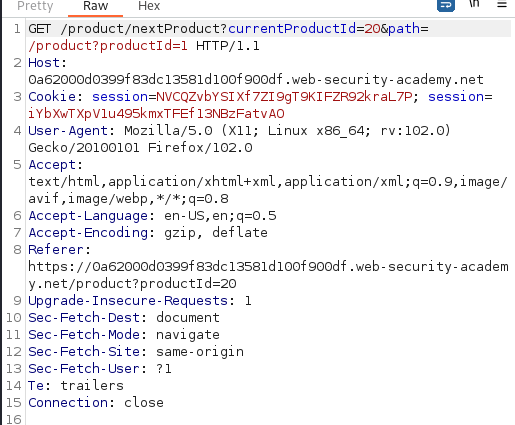 Pretty Raw Hex \n
1 GET /product/nextProduct?currentProductId=20&path=
/product?productId=1 HTTP/1.1
2 Host:
0a62000d0399f83dc13581d100f900df.web-security-academy.net
3 Cookie: session=NVCQZvbYSIXf7ZI9gT9KIFZR92kraL7P; session=
iYbXwTXpV1u495kmxTFEf13NBzFatvAO
4 User-Agent: Mozilla/5.0 (X11; Linux x86_64; rv:102.0)
Gecko/20100101 Firefox/102.0
5 Accept:
text/html,application/xhtml+xml,application/xml;q=0.9,image/
avif,image/webp,*/*;q=0.8
6 Accept-Language: en-US,en;q=0.5
7 Accept-Encoding: gzip, deflate
8 Referer:
https://0a62000d0399f83dc13581d100f900df.web-security-academ
y.net/product?productId=20
9 Upgrade-Insecure-Requests: 1
10 Sec-Fetch-Dest: document
11 Sec-Fetch-Mode: navigate
12 Sec-Fetch-Site: same-origin
13 Sec-Fetch-User: ?1
14 Te: trailers
15 Connection: close
16